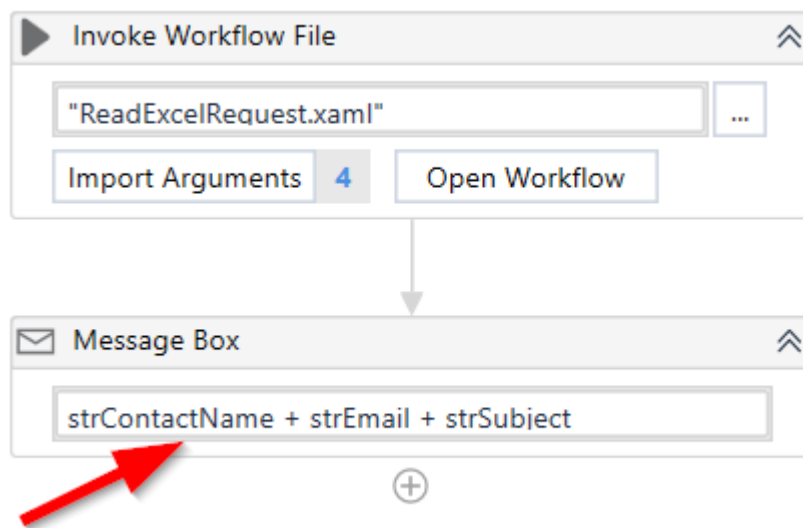 Invoke Workflow File
"ReadExcelRequest.xaml"
...
Import Arguments 4 Open Workflow
Message Box
strContactName + strEmail + strSubject